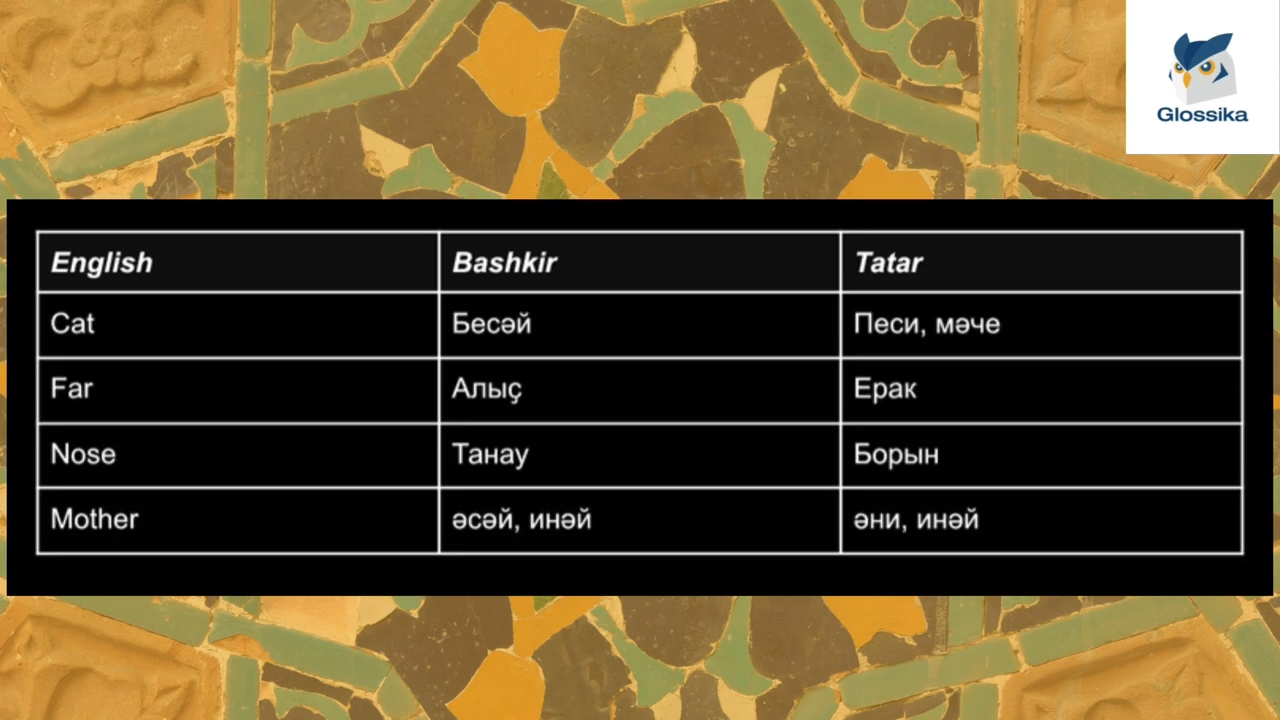 Glossika
English Bashkir Tatar
Cat Бесәй Песи, мәче
Far Алыҫ Ерак
Nose Танау Борын
Mother әсәй, инәй әни, инәй